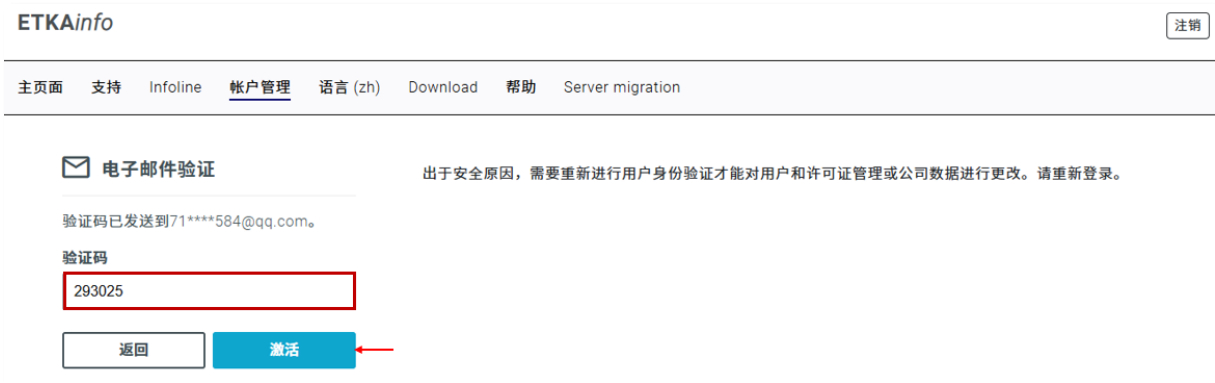 ETKAinfo
注销
主页面 支持 Infoline 帐户管理 语言 (zh) Download 帮助 Server migration
电子邮件验证
出于安全原因，需要重新进行用户身份验证才能对用户和许可证管理或公司数据进行更改。请重新登录。
验证码已发送到71****584@qq.com。
验证码
293025
返回 激活